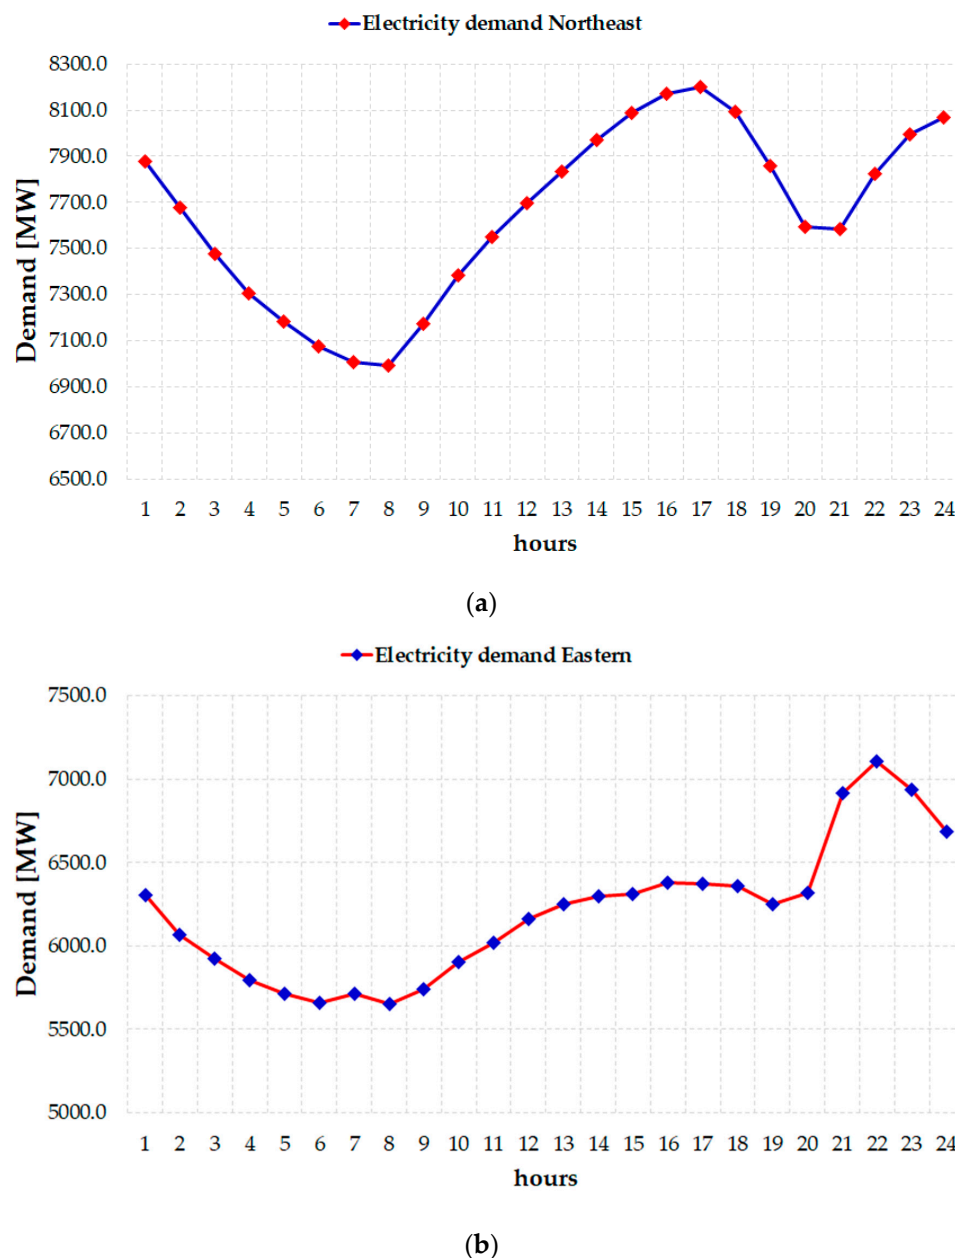 Electricity demand Northeast
8300.0
8100.0
7900.0
7700.0
7500.0
7300.0
7100.0
6900.0
6700.0
6500.0
Demand [MW]
1 2 3 4 5 6 7 8 9 10 11 12 13 14 15 16 17 18 19 20 21 22 23 24
hours
(a)
Electricity demand Eastern
7500.0
7000.0
6500.0
6000.0
5500.0
5000.0
Demand [MW]
1 2 3 4 5 6 7 8 9 10 11 12 13 14 15 16 17 18 19 20 21 22 23 24
hours
(b)